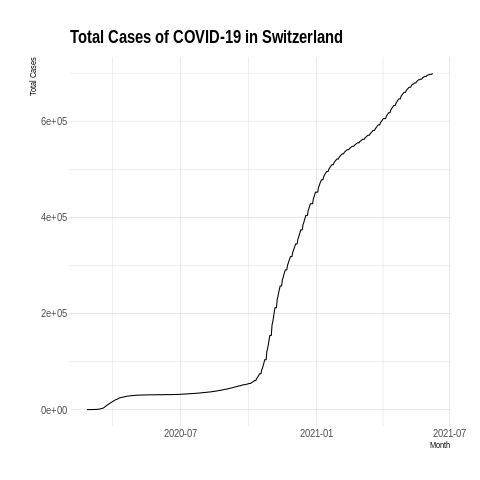 Total Cases of COVID-19 in Switzerland
Total Cases
6e+05
4e+05
2e+05
0e+00
2020-07
2021-01
2021-07
Month